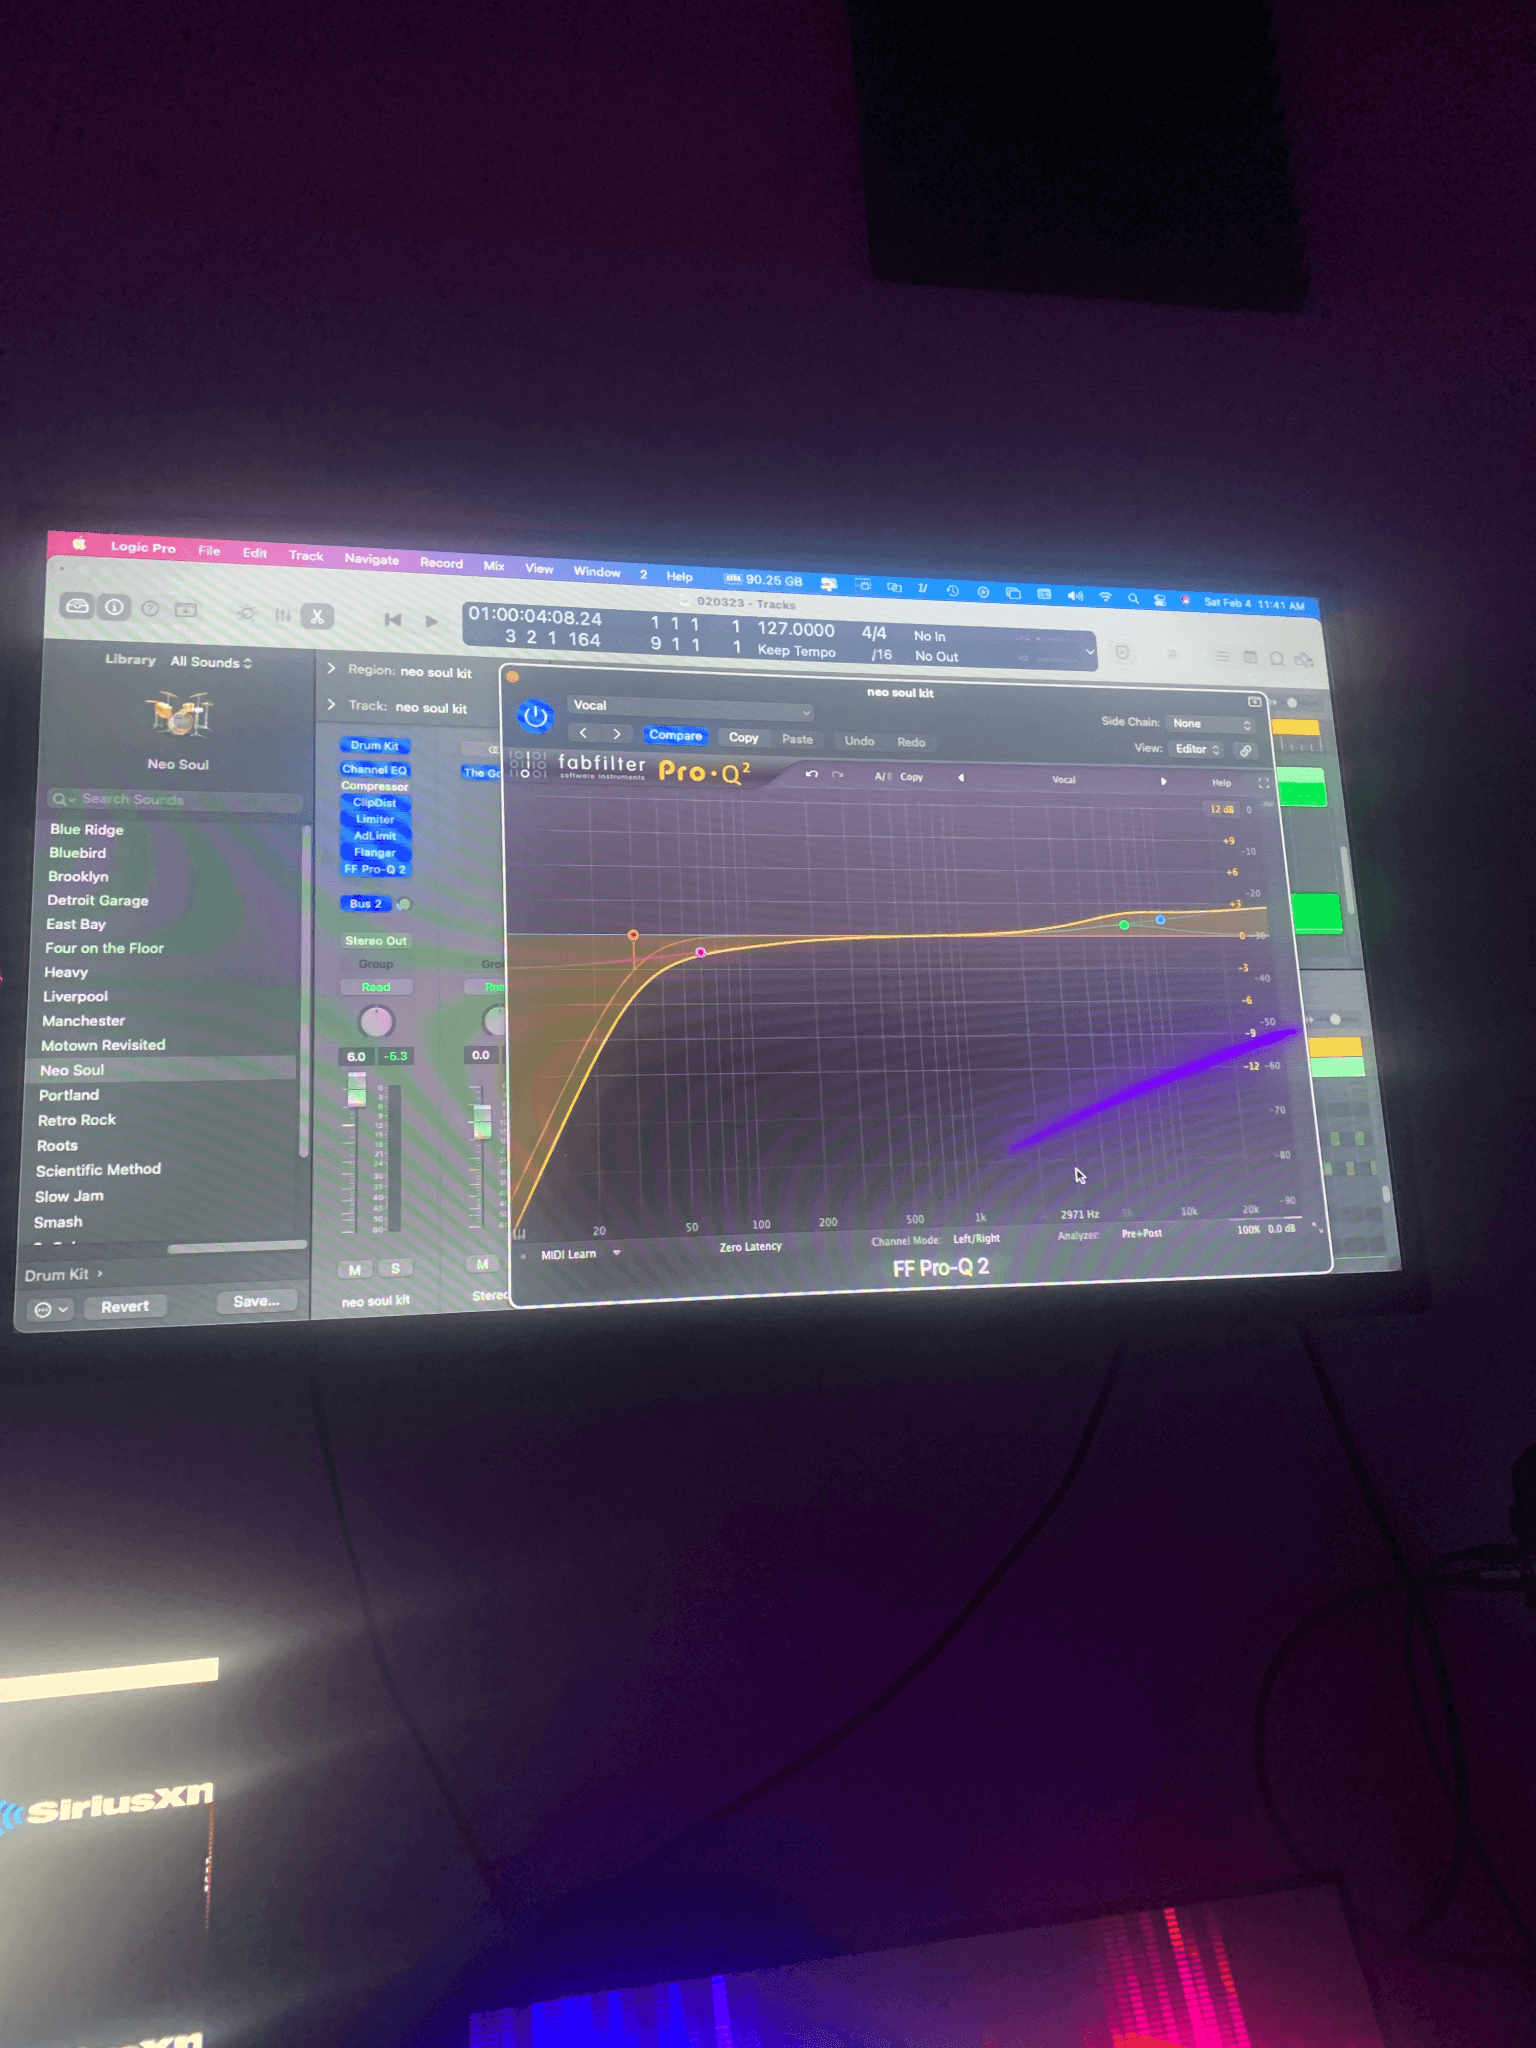 Logic Pro File Edit Track Navigate Record Mix View Window 2 Help 90.25 GB Sat Feb 4 11:41 AM
020323 - Tracks
01:00:04:08.24 1 1 1 1 127.0000 4/4 No In
3 2 1 164 9 1 1 1 Keep Tempo /16 No Out
Library All Sounds
Neo Soul
Search Sounds
Blue Ridge
Bluebird
Brooklyn
Detroit Garage
East Bay
Four on the Floor
Heavy
Liverpool
Manchester
Motown Revisited
Neo Soul
Portland
Retro Rock
Roots
Scientific Method
Slow Jam
Smash
Drum Kit >
Revert Save...
Region: neo soul kit
Track: neo soul kit
Drum Kit
Channel EQ
Compressor
ClipDist
Limiter
AdLimit
Flanger
FF Pro-Q 2
Bus 2
Stereo Out
Group
Read
6.0 -5.3
M S
neo soul kit
The Go
0.0
M
neo soul kit
Vocal
Side Chain: None
Compare Copy Paste Undo Redo
View: Editor
fabfilter Pro·Q²
software instruments
A/B Copy Vocal Help
12 dB 0
+9 -10
+6 -20
+3
0 -30
-3 -40
-6 -50
-9
-12 -60
-70
-80
-90
20 50 100 200 500 1k 2971 Hz 5k 10k 20k
MIDI Learn Zero Latency Channel Mode: Left/Right Analyzer: Pre+Post 100% 0.0 dB
FF Pro-Q 2
SiriusXM